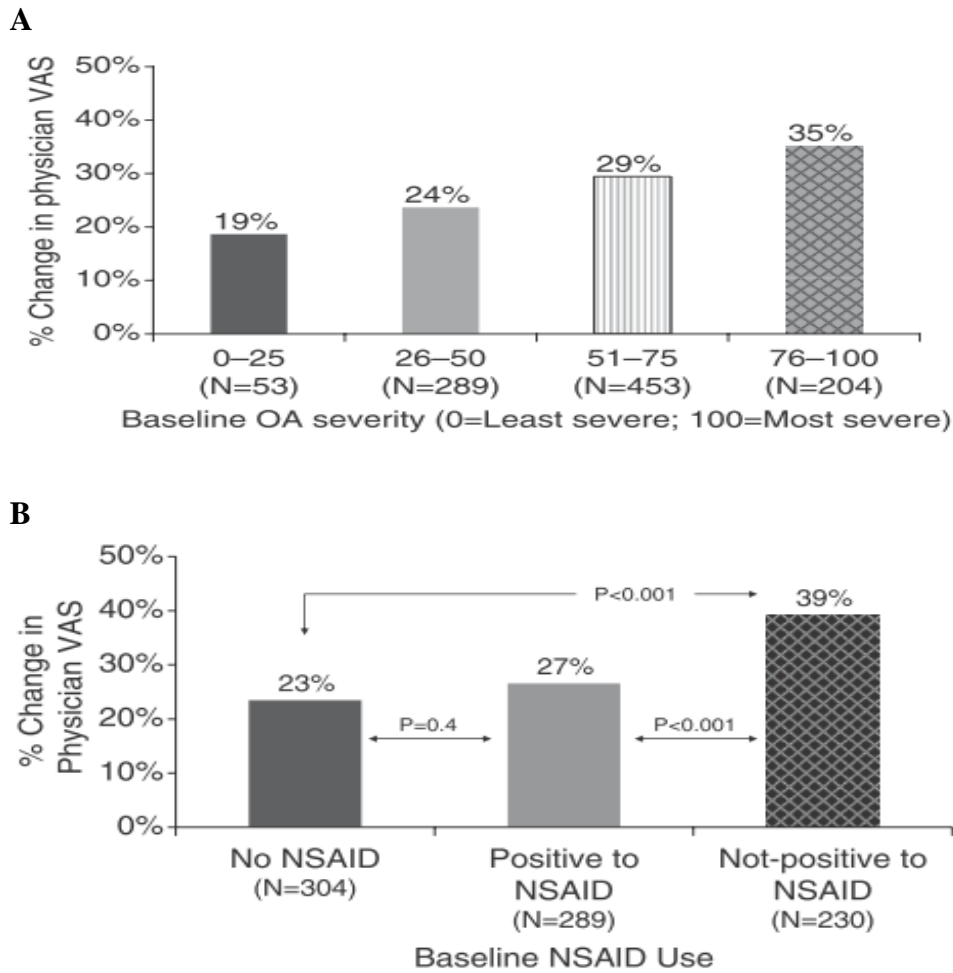 A
% Change in physician VAS
50%
40%
30%
20%
10%
0%
19%
24%
29%
35%
0–25
(N=53)
26–50
(N=289)
51–75
(N=453)
76–100
(N=204)
Baseline OA severity (0=Least severe; 100=Most severe)
B
% Change in
Physician VAS
50%
40%
30%
20%
10%
0%
P<0.001
23%
27%
39%
P=0.4
P<0.001
No NSAID
(N=304)
Positive to
NSAID
(N=289)
Not-positive to
NSAID
(N=230)
Baseline NSAID Use